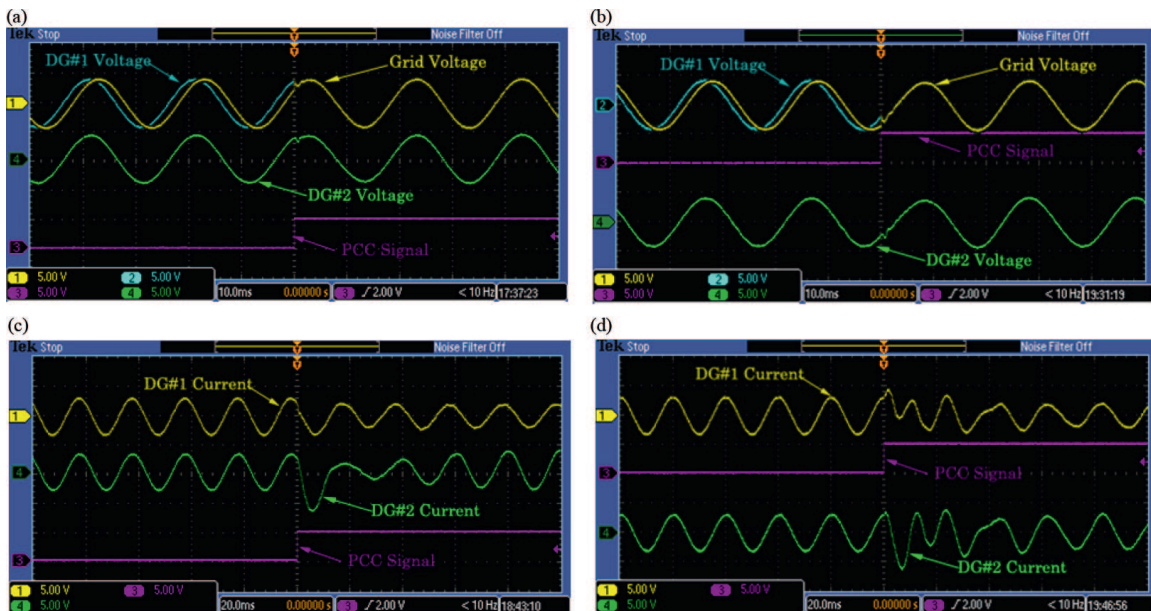 (a)
Tek Stop
Noise Filter Off
DG#1 Voltage
Grid Voltage
1
4
DG#2 Voltage
PCC Signal
3
1 5.00 V 2 5.00 V
3 5.00 V 4 5.00 V
10.0ms 0.00000 s 3 2.00 V < 10 Hz 17:37:23
(b)
Tek Stop
Noise Filter Off
DG#1 Voltage
Grid Voltage
2
PCC Signal
3
4
DG#2 Voltage
1 5.00 V 2 5.00 V
3 5.00 V 4 5.00 V
10.0ms 0.00000 s 3 2.00 V < 10 Hz 19:31:19
(c)
Tek Stop
Noise Filter Off
DG#1 Current
1
4
DG#2 Current
PCC Signal
3
1 5.00 V 3 5.00 V
4 5.00 V
20.0ms 0.00000 s 3 2.00 V < 10 Hz 18:43:10
(d)
Tek Stop
Noise Filter Off
DG#1 Current
1
PCC Signal
3
4
DG#2 Current
1 5.00 V 3 5.00 V
4 5.00 V
20.0ms 0.00000 s 3 2.00 V < 10 Hz 19:46:56